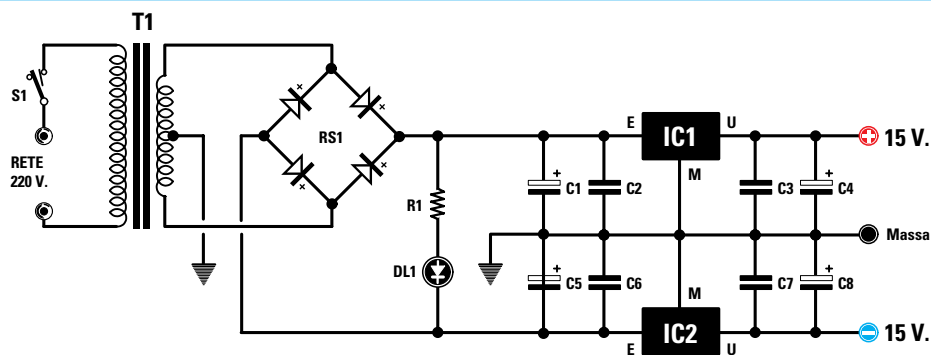 T1
S1
RETE
220 V.
RS1
R1
DL1
E
IC1
U
M
+
C1
C2
C3
+
C4
15 V.
Massa
+
C5
C6
M
C7
+
C8
E
IC2
U
15 V.